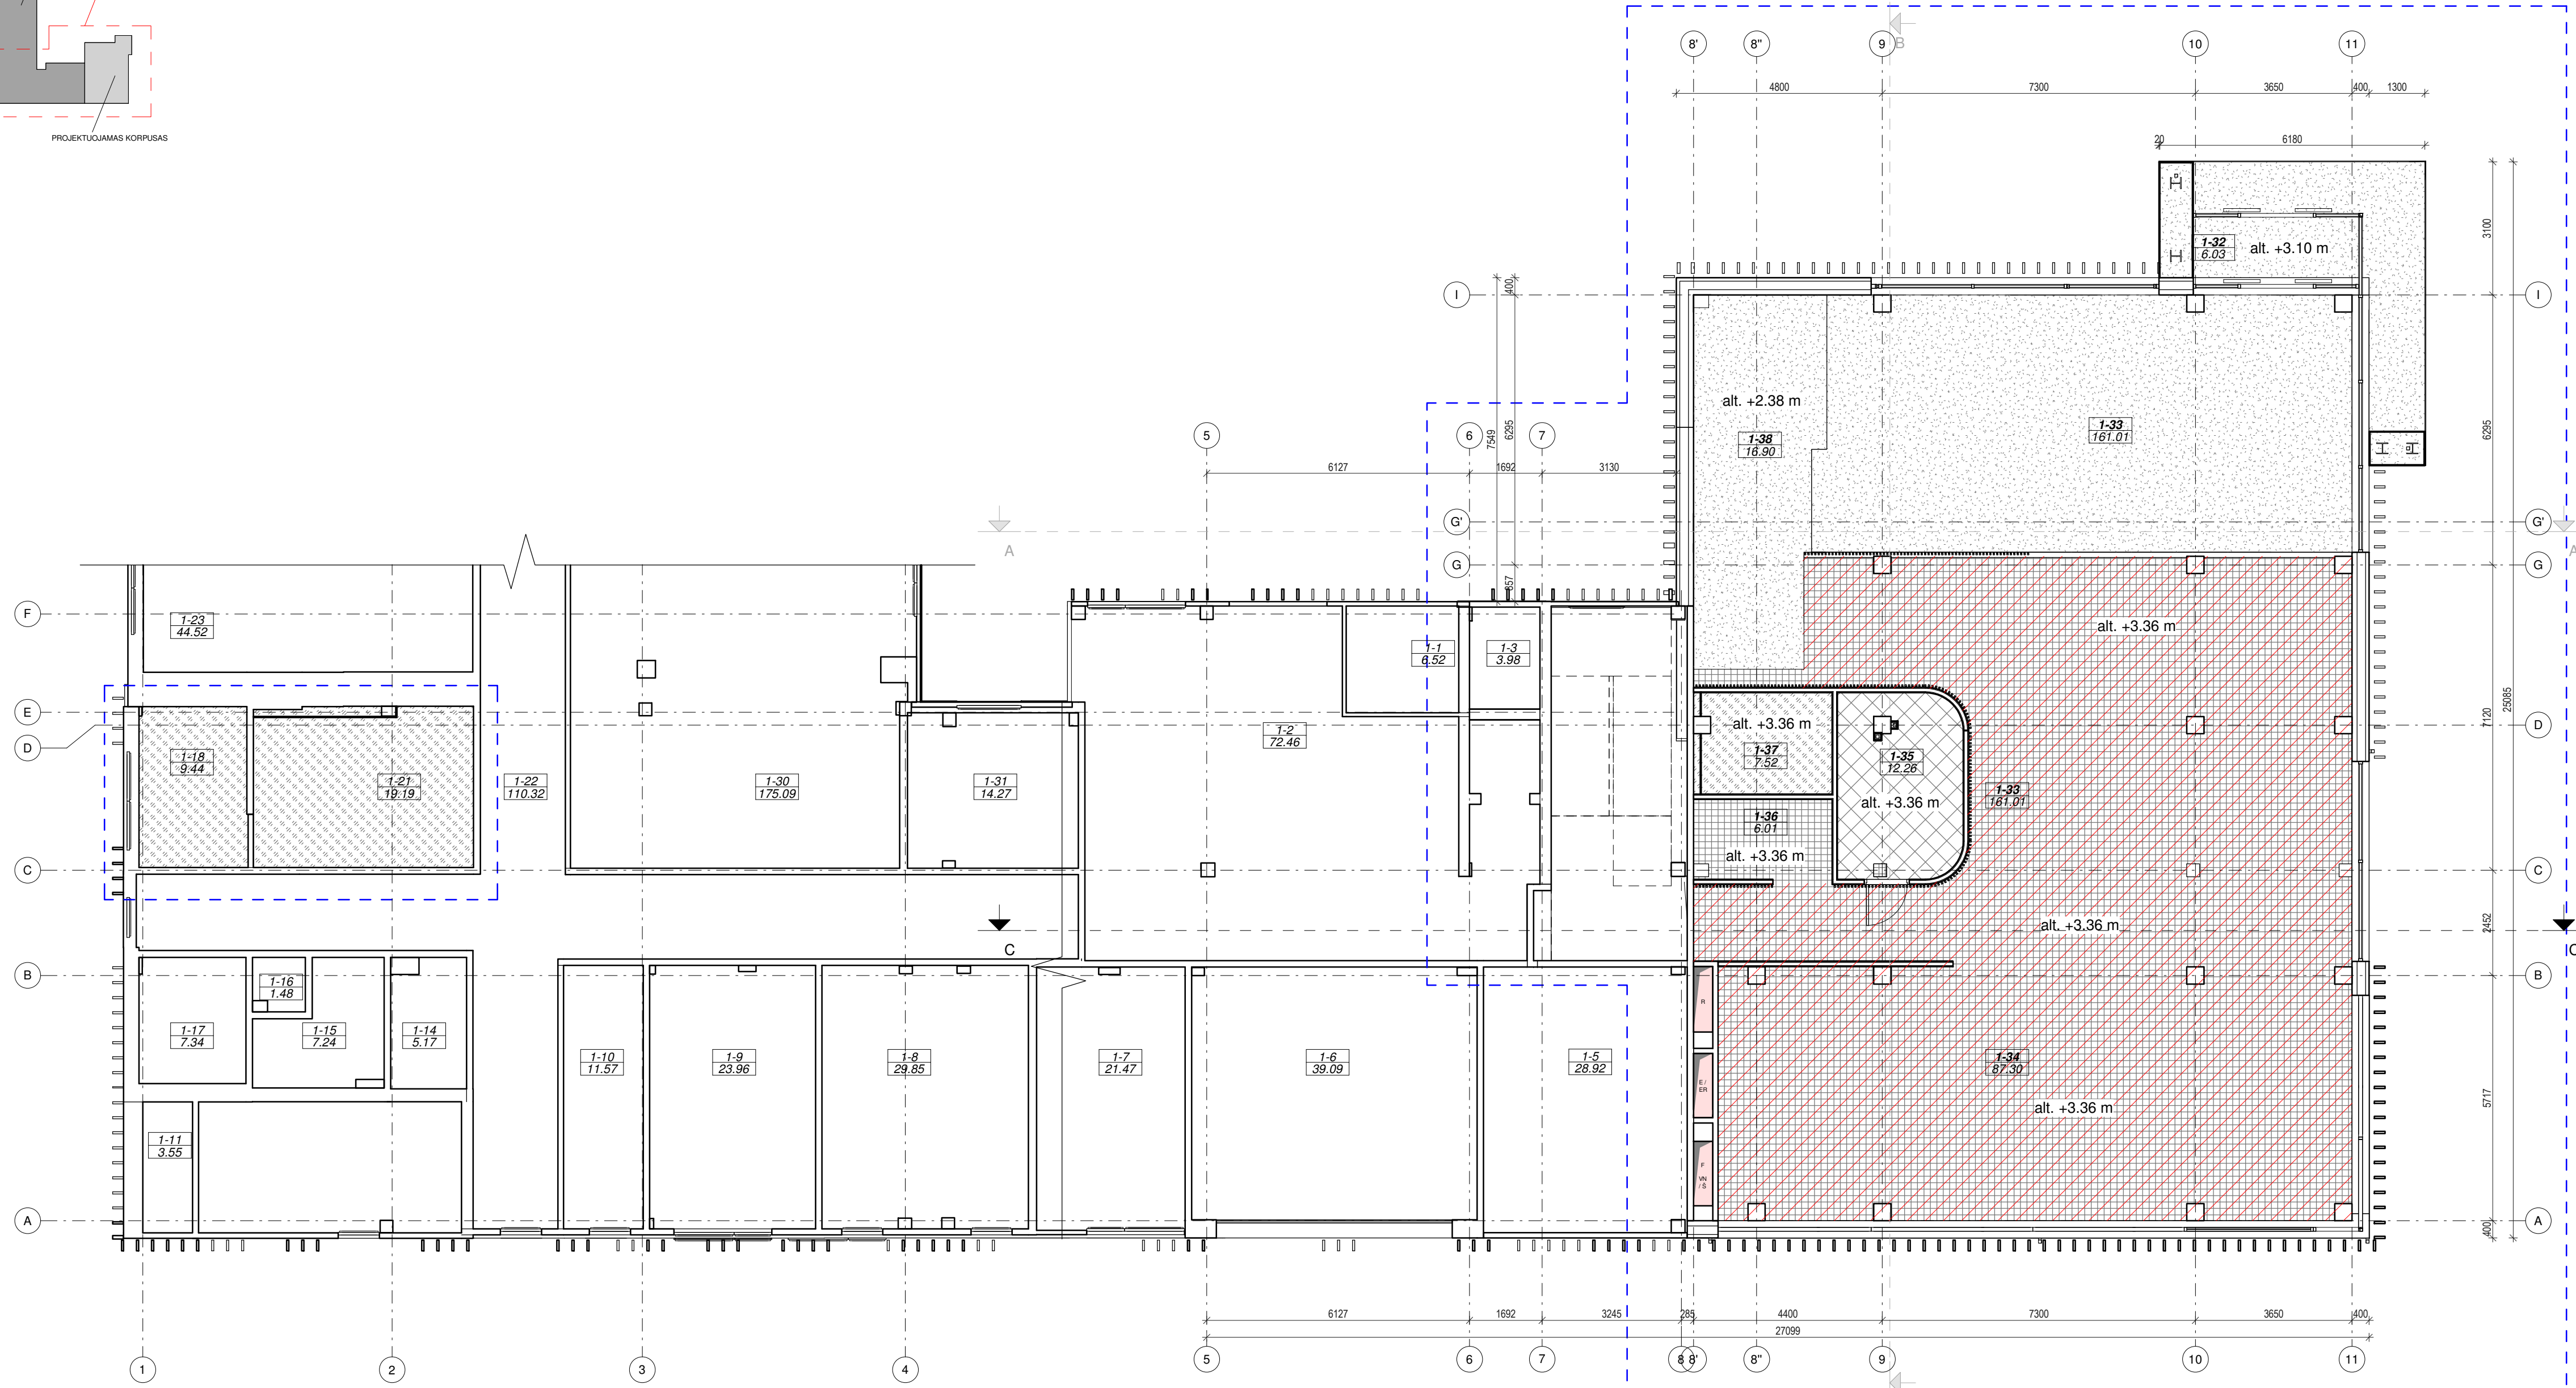 PROJEKTUOJAMAS KORPUSAS
8'
8"
9
B
10
11
4800
7300
3650
400
1300
20
6180
3100
1-32
6.03
alt. +3.10 m
I
400
I
alt. +2.38 m
1-38
16.90
1-33
161.01
5
6
7
7549
6295
6295
6127
1692
3130
G'
G'
A
A
G
G
657
F
1-23
44.52
1-1
6.52
1-3
3.98
alt. +3.36 m
25085
7120
E
D
D
1-18
9.44
1-21
19.19
1-22
110.32
1-30
175.09
1-31
14.27
1-2
72.46
alt. +3.36 m
1-37
7.52
1-35
12.26
alt. +3.36 m
1-33
161.01
1-36
6.01
alt. +3.36 m
C
C
alt. +3.36 m
2452
C
C
B
B
1-16
1.48
1-17
7.34
1-15
7.24
1-14
5.17
1-10
11.57
1-9
23.96
1-8
29.85
1-7
21.47
1-6
39.09
1-5
28.92
R
E /
ER
1-34
87.30
alt. +3.36 m
5717
1-11
3.55
F
VN
/ Š
A
A
400
6127
1692
3245
285
4400
7300
3650
400
27099
1
2
3
4
5
6
7
8
8'
8"
9
10
11